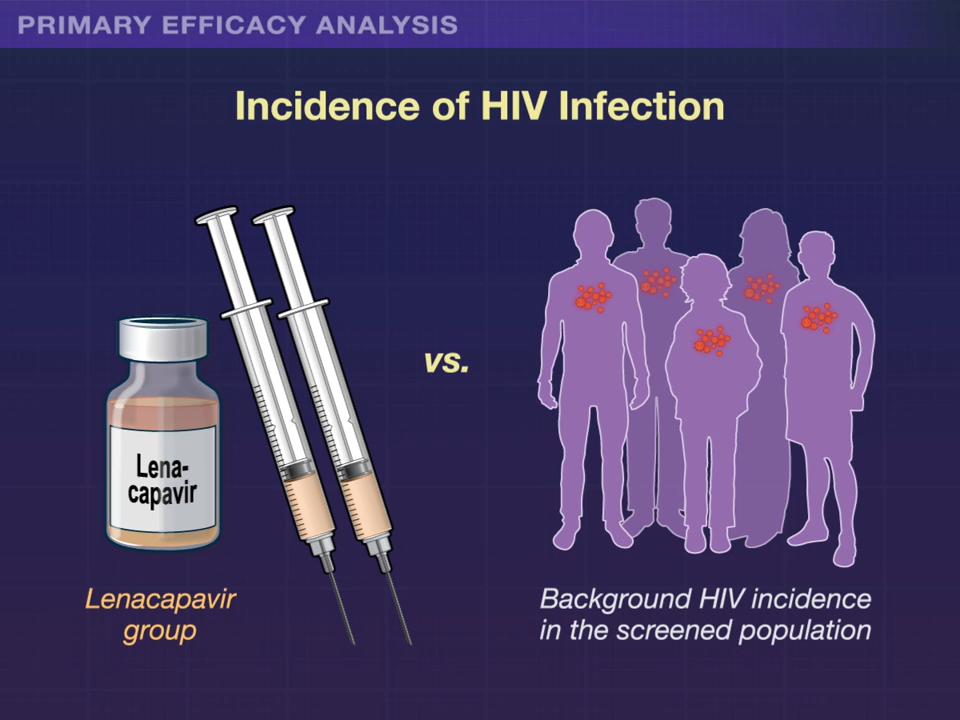 PRIMARY EFFICACY ANALYSIS
Incidence of HIV Infection
vs.
Lena-
capavir
Lenacapavir
group
Background HIV incidence
in the screened population